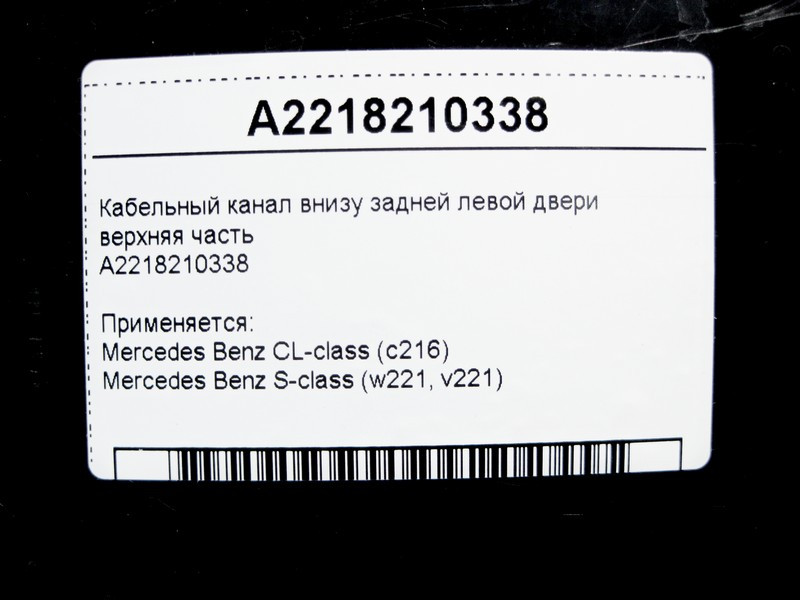 A2218210338
Кабельный канал внизу задней левой двери
верхняя часть
A2218210338
Применяется:
Mercedes Benz CL-class (c216)
Mercedes Benz S-class (w221, v221)